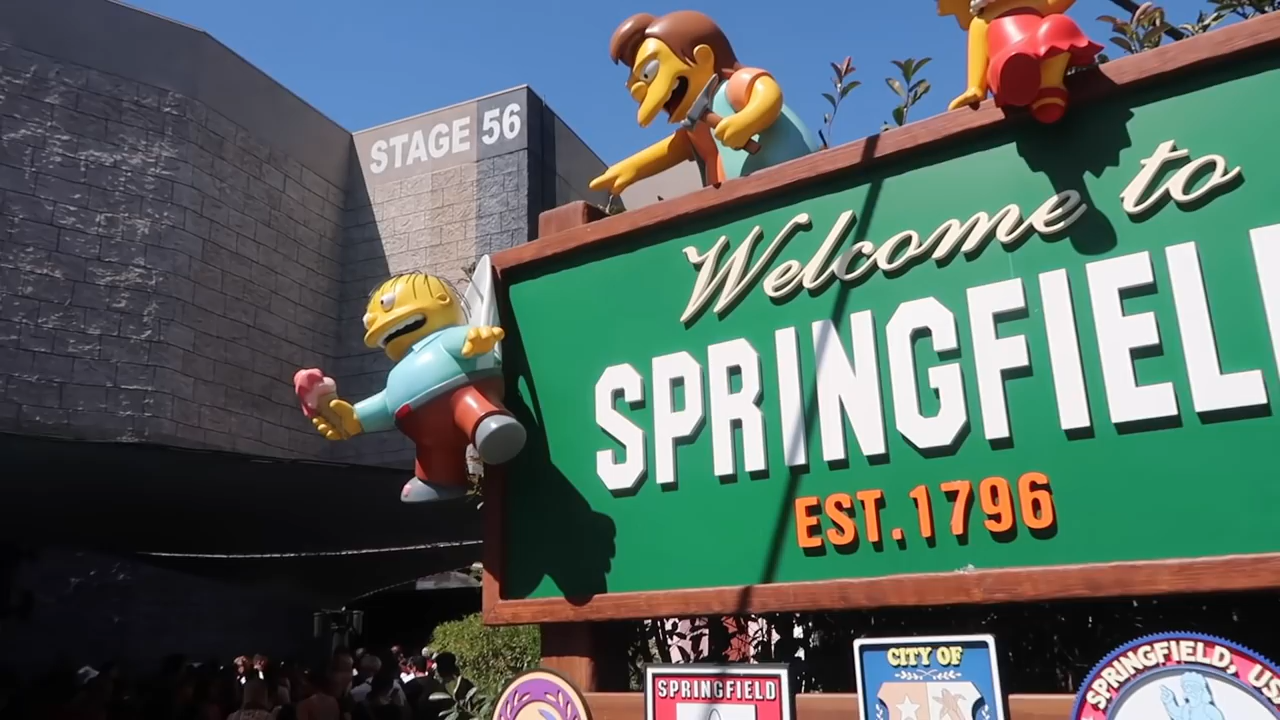 STAGE 56
Welcome to
SPRINGFIEL
EST. 1796
SPRINGFIELD
CITY OF
SPRINGFIELD, US